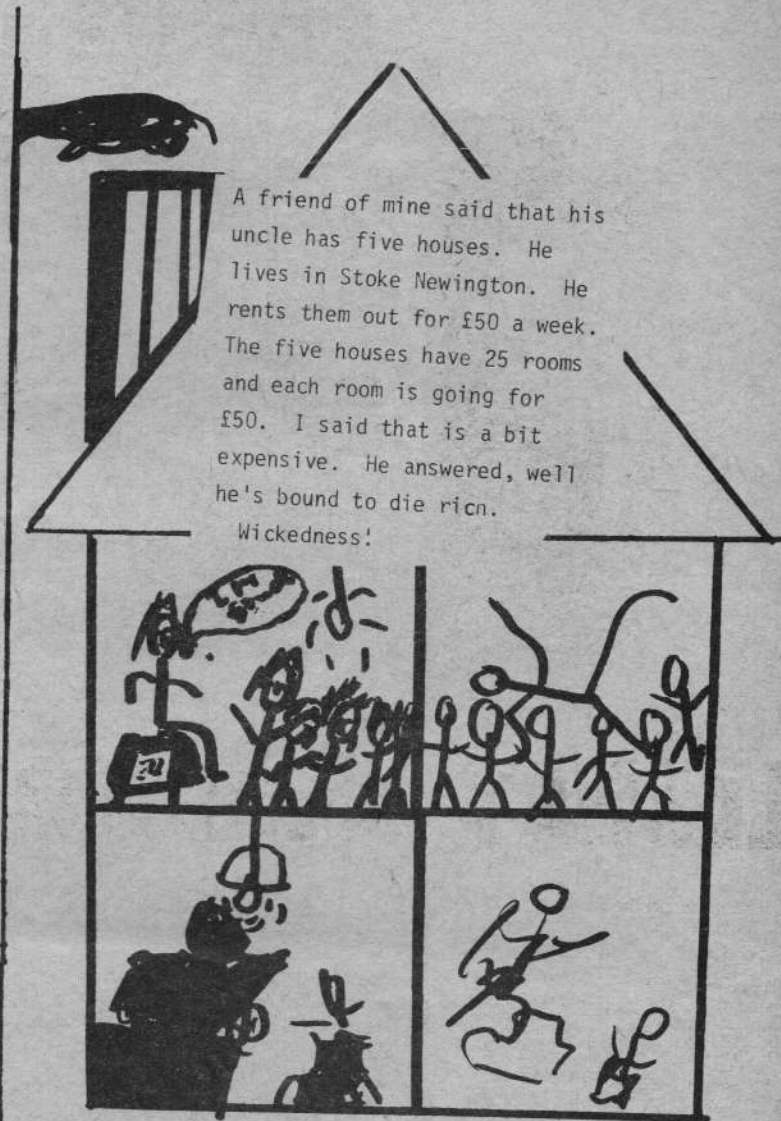 A friend of mine said that his
uncle has five houses. He
lives in Stoke Newington. He
rents them out for £50 a week.
The five houses have 25 rooms
and each room is going for
£50. I said that is a bit
expensive. He answered, well
he's bound to die ricn.
Wickedness!